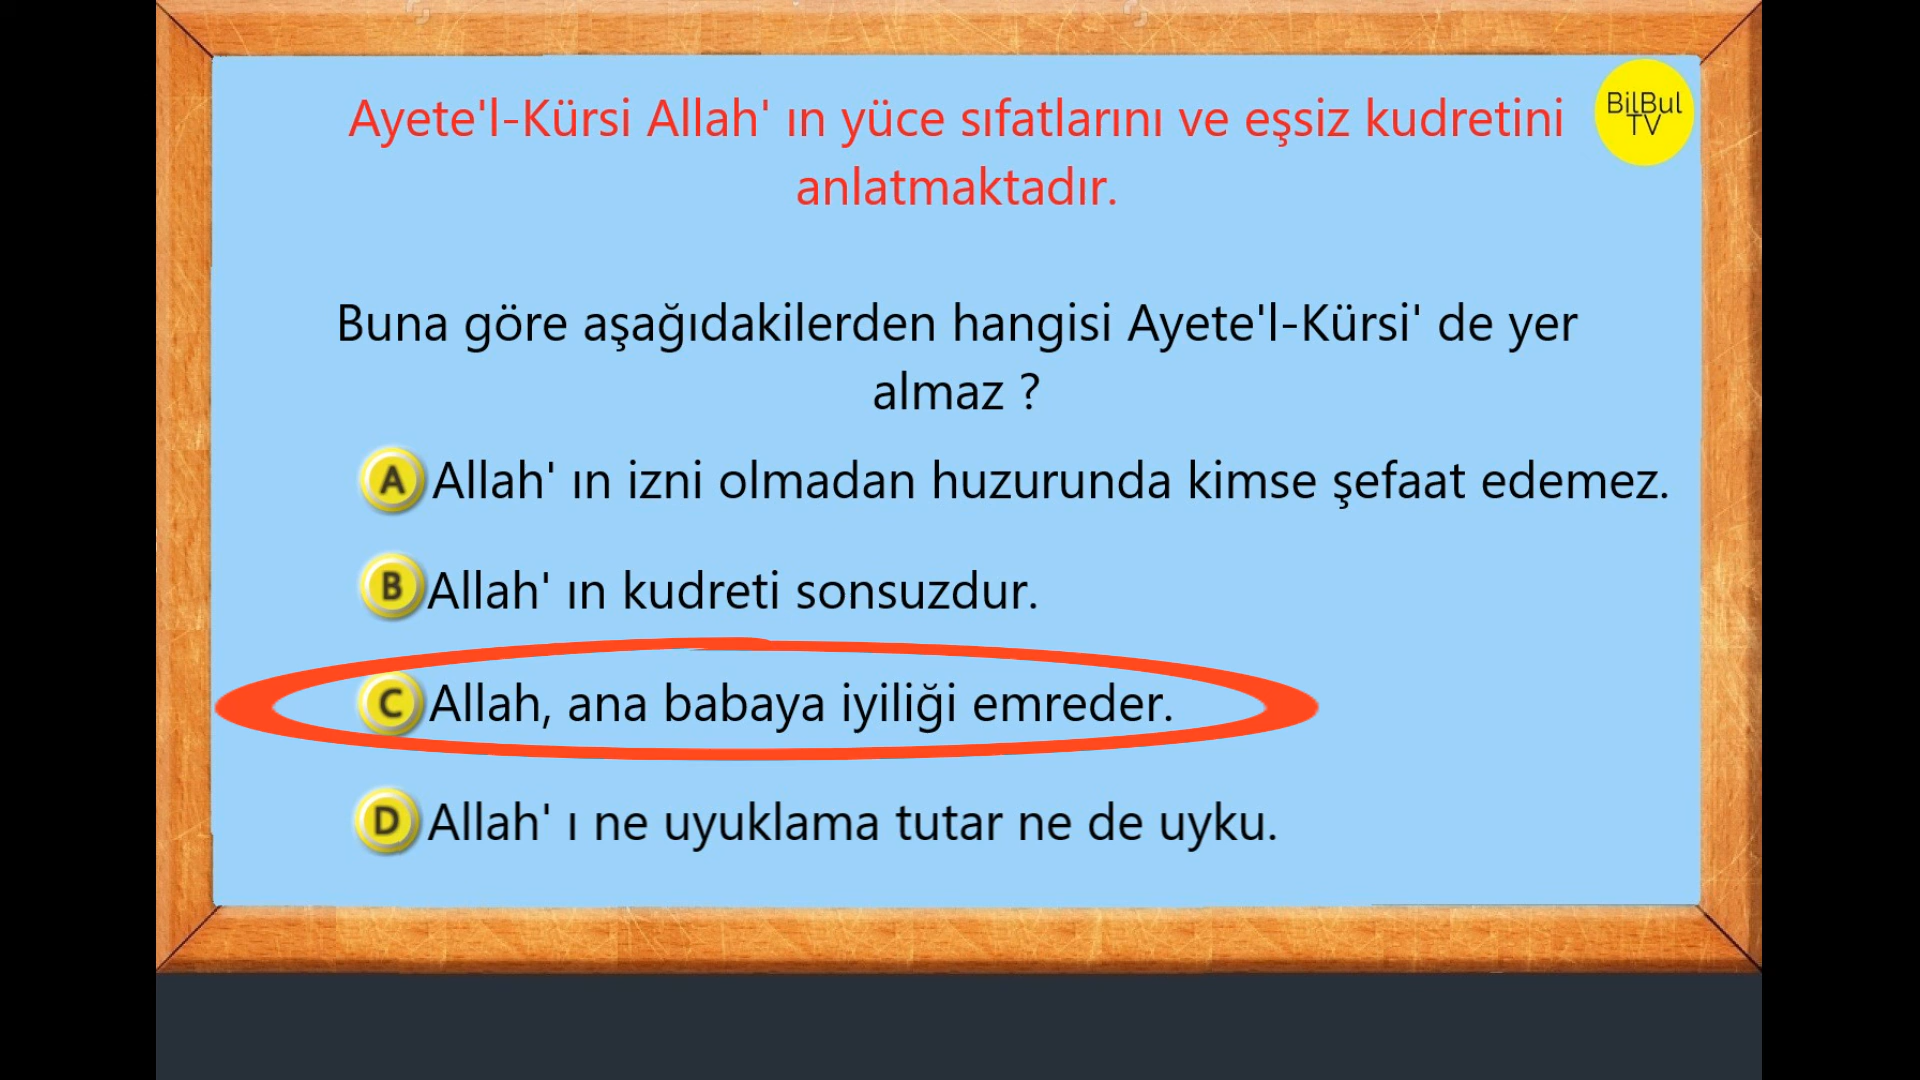 Ayete'l-Kürsi Allah' ın yüce sıfatlarını ve eşsiz kudretini
anlatmaktadır.
BilBul
TV
Buna göre aşağıdakilerden hangisi Ayete'l-Kürsi' de yer
almaz ?
A Allah' ın izni olmadan huzurunda kimse şefaat edemez.
B Allah' ın kudreti sonsuzdur.
C Allah, ana babaya iyiliği emreder.
D Allah' ı ne uyuklama tutar ne de uyku.